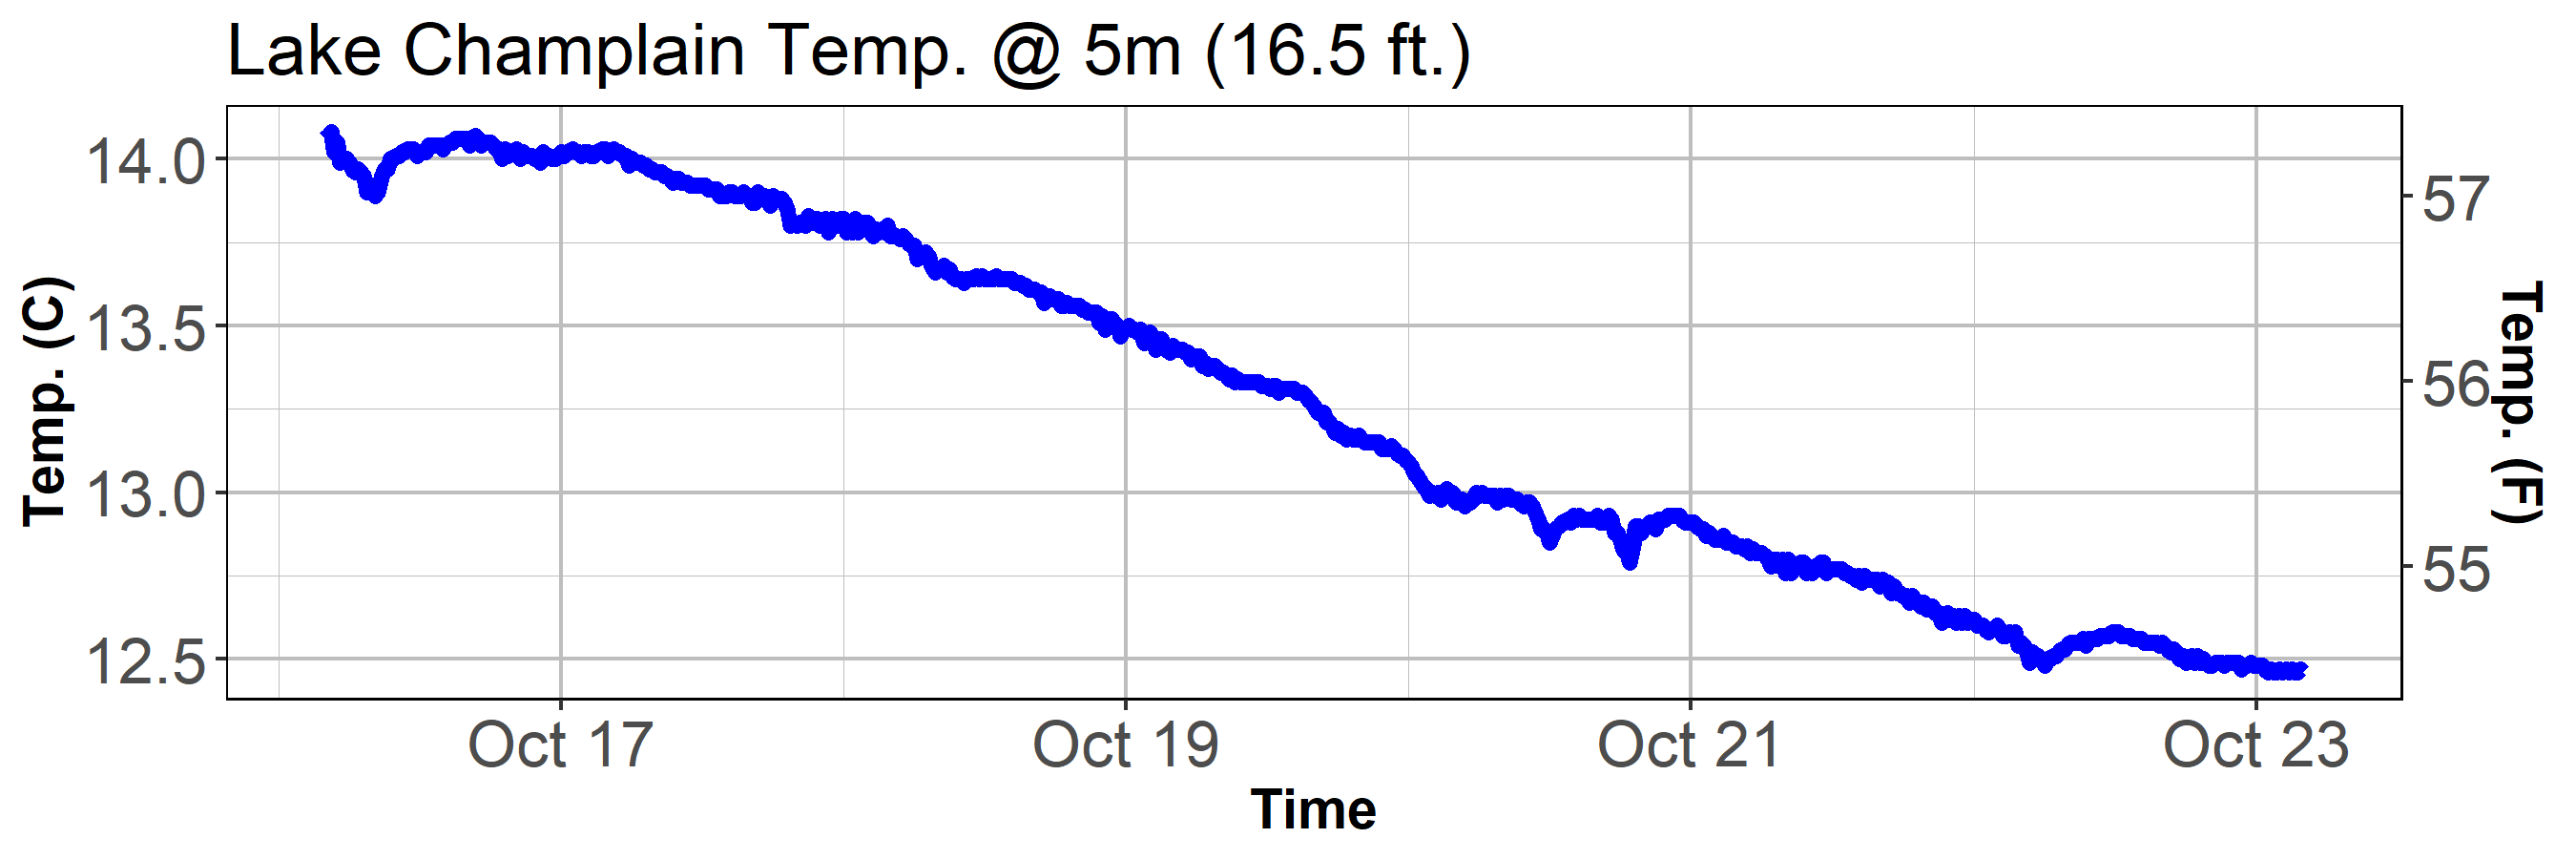 Lake Champlain Temp. @ 5m (16.5 ft.)
Temp. (C)
14.0
13.5
13.0
12.5
57
56
55
Temp. (F)
Oct 17 Oct 19 Oct 21 Oct 23
Time